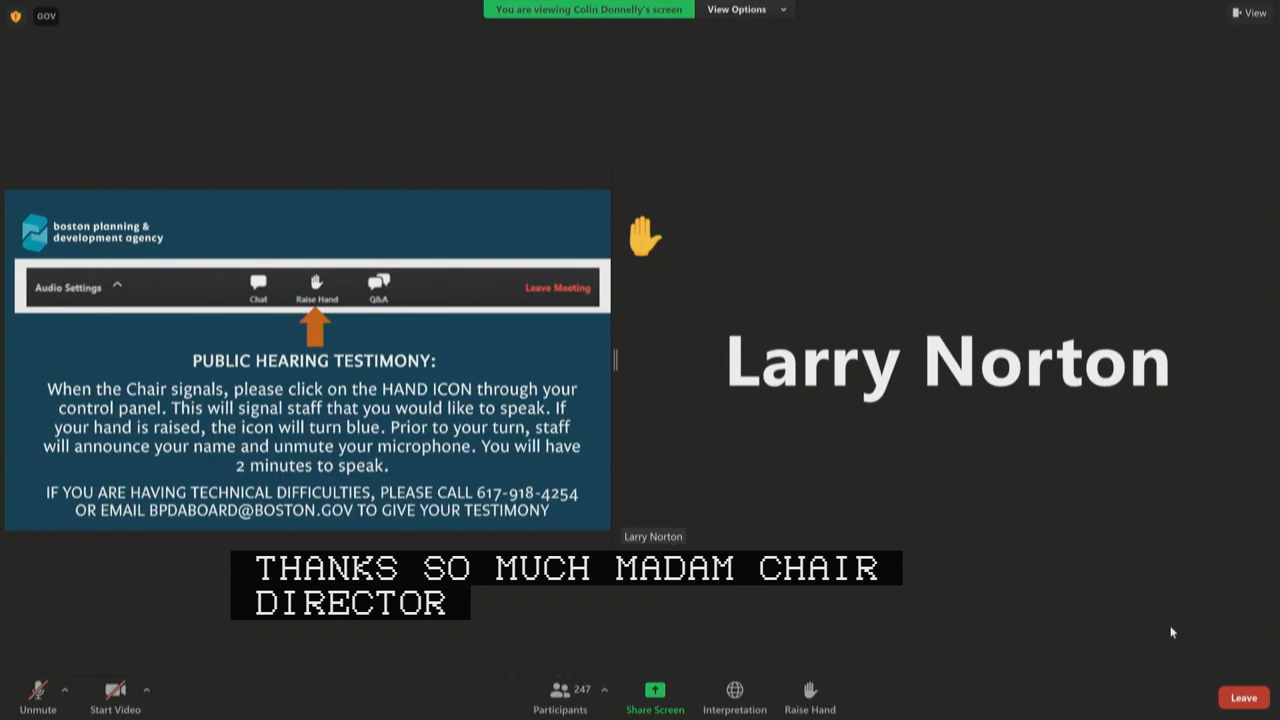 GOV
You are viewing Colin Donnelly's screen
View Options
View
boston planning &
development agency
Audio Settings
Chat
Raise Hand
Q&A
Leave Meeting
PUBLIC HEARING TESTIMONY:
When the Chair signals, please click on the HAND ICON through your
control panel. This will signal staff that you would like to speak. If
your hand is raised, the icon will turn blue. Prior to your turn, staff
will announce your name and unmute your microphone. You will have
2 minutes to speak.
IF YOU ARE HAVING TECHNICAL DIFFICULTIES, PLEASE CALL 617-918-4254
OR EMAIL BPDABOARD@BOSTON.GOV TO GIVE YOUR TESTIMONY
Larry Norton
Larry Norton
THANKS SO MUCH MADAM CHAIR
DIRECTOR
Unmute
Start Video
247
Participants
Share Screen
Interpretation
Raise Hand
Leave